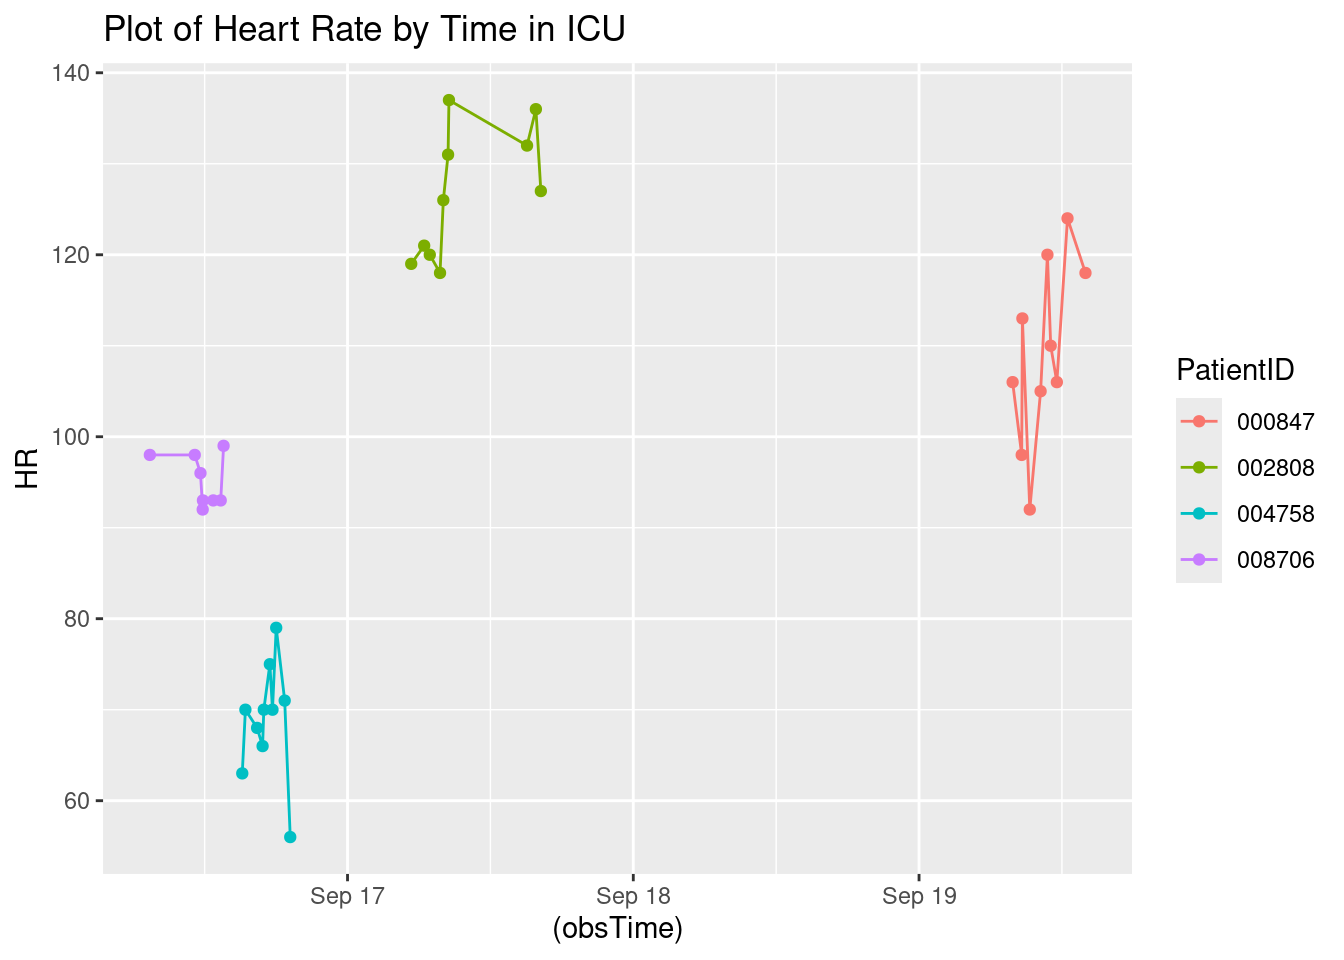 Plot of Heart Rate by Time in ICU
140
120
100
80
60
HR
Sep 17
Sep 18
Sep 19
(obsTime)
PatientID
000847
002808
004758
008706